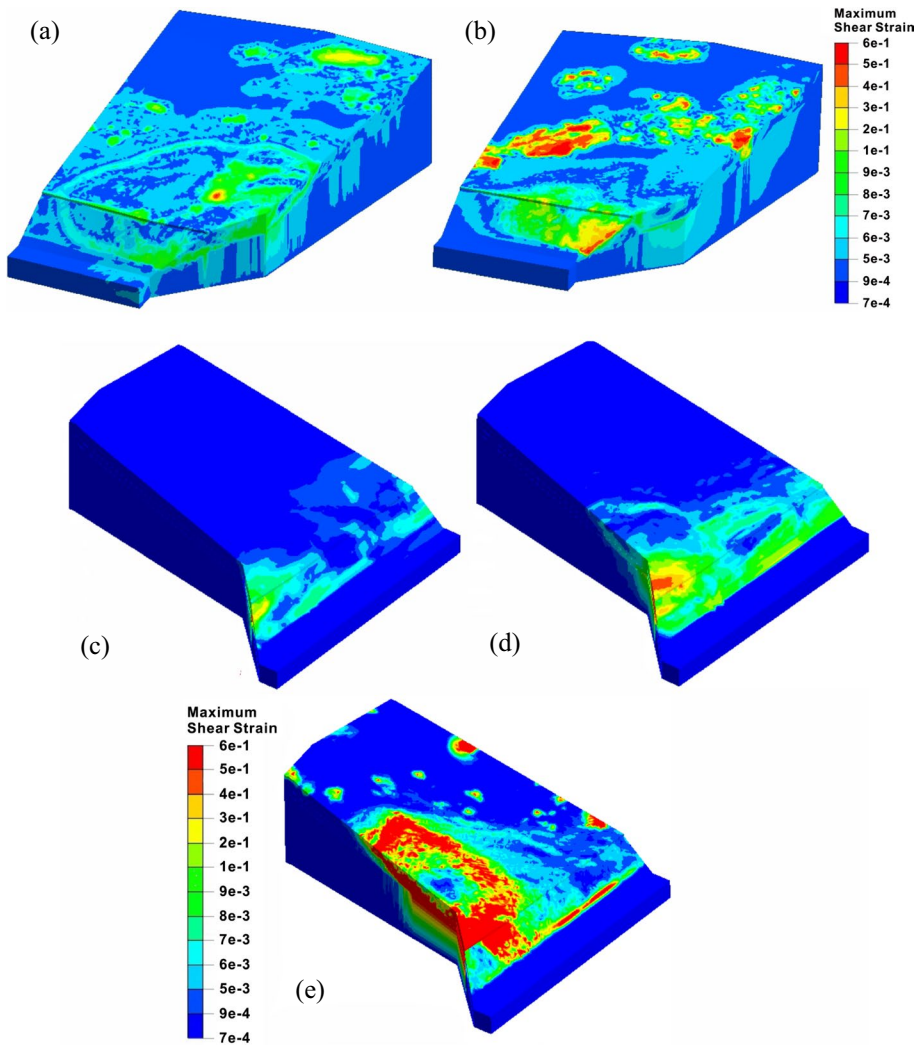 (a)
(b)
Maximum
Shear Strain
6e-1
5e-1
4e-1
3e-1
2e-1
1e-1
9e-3
8e-3
7e-3
6e-3
5e-3
9e-4
7e-4
(c)
(d)
Maximum
Shear Strain
6e-1
5e-1
4e-1
3e-1
2e-1
1e-1
9e-3
8e-3
7e-3
6e-3
5e-3
9e-4
7e-4
(e)